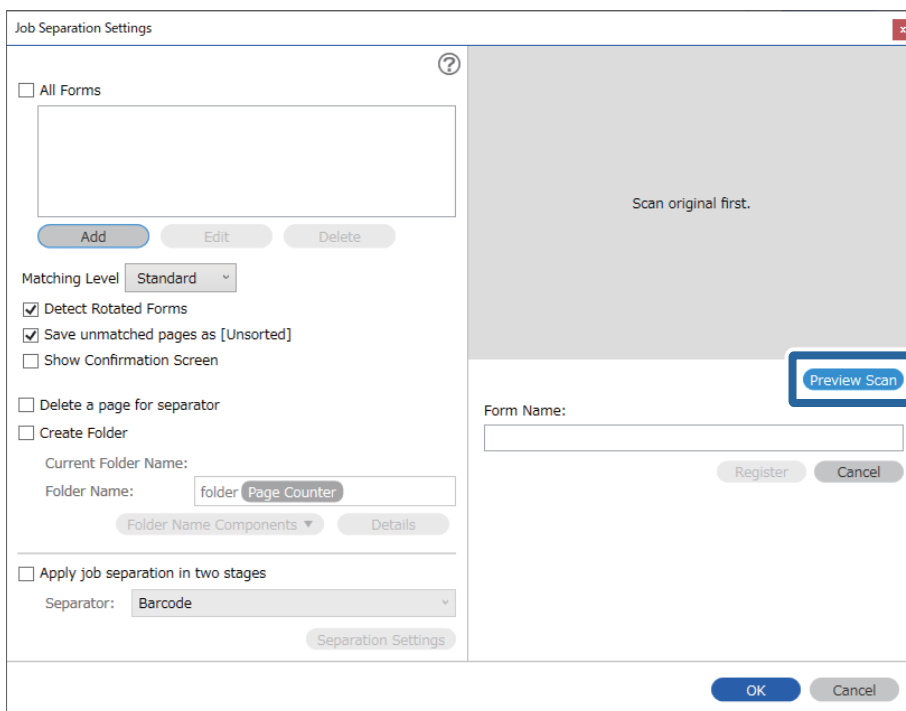 Job Separation Settings
x
?
All Forms
Add
Edit
Delete
Matching Level
Standard
Detect Rotated Forms
Save unmatched pages as [Unsorted]
Show Confirmation Screen
Delete a page for separator
Create Folder
Current Folder Name:
Folder Name:
folder Page Counter
Folder Name Components ▼
Details
Apply job separation in two stages
Separator:
Barcode
Separation Settings
Scan original first.
Preview Scan
Form Name:
Register
Cancel
OK
Cancel